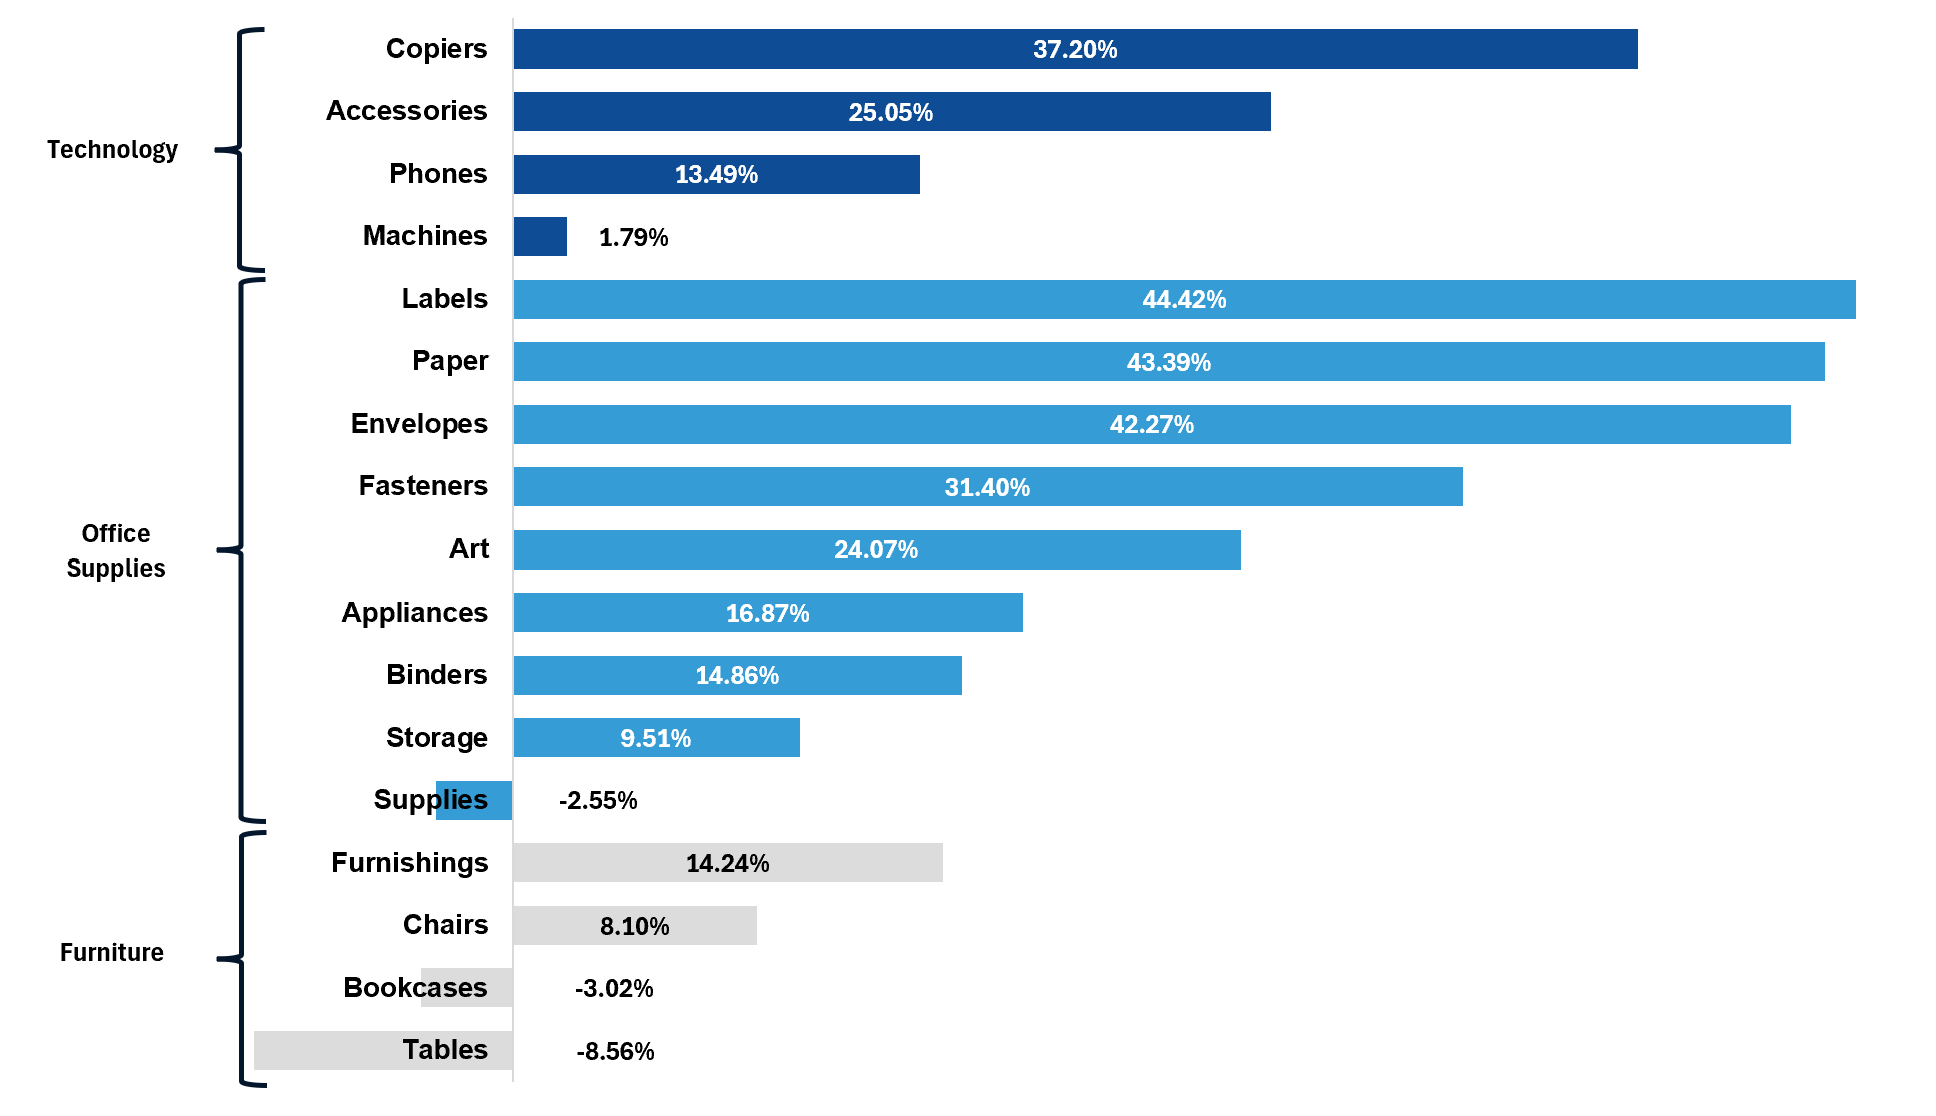 Technology
Copiers 37.20%
Accessories 25.05%
Phones 13.49%
Machines 1.79%
Office
Supplies
Labels 44.42%
Paper 43.39%
Envelopes 42.27%
Fasteners 31.40%
Art 24.07%
Appliances 16.87%
Binders 14.86%
Storage 9.51%
Supplies -2.55%
Furniture
Furnishings 14.24%
Chairs 8.10%
Bookcases -3.02%
Tables -8.56%